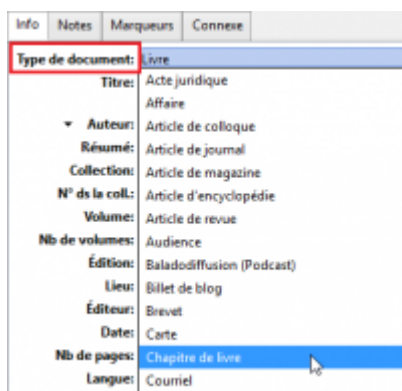 Info Notes Marqueurs Connexe
Type de document: Livre
Titre: Acte juridique
Affaire
Auteur: Article de colloque
Résumé: Article de journal
Collection: Article de magazine
N° ds la coll.: Article d'encyclopédie
Volume: Article de revue
Nb de volumes: Audience
Édition: Baladodiffusion (Podcast)
Lieu: Billet de blog
Éditeur: Brevet
Date: Carte
Nb de pages: Chapitre de livre
Langue: Courriel